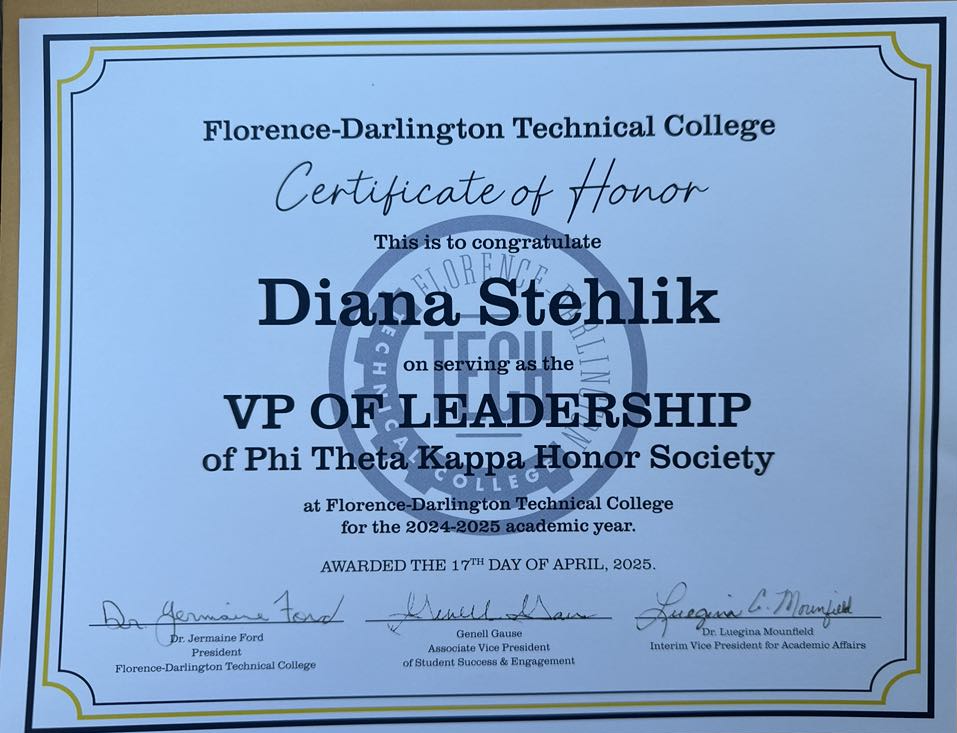 Florence-Darlington Technical College
Certificate of Honor
This is to congratulate
Diana Stehlik
on serving as the
VP OF LEADERSHIP
of Phi Theta Kappa Honor Society
at Florence-Darlington Technical College
for the 2024-2025 academic year.
AWARDED THE 17TH DAY OF APRIL, 2025.
FLORENCE-DARLINGTON
TECH
TECHNICAL COLLEGE
Dr. Jermaine Ford
Dr. Jermaine Ford
President
Florence-Darlington Technical College
Genell Gause
Genell Gause
Associate Vice President
of Student Success & Engagement
Luegina C. Mounfield
Dr. Luegina Mounfield
Interim Vice President for Academic Affairs